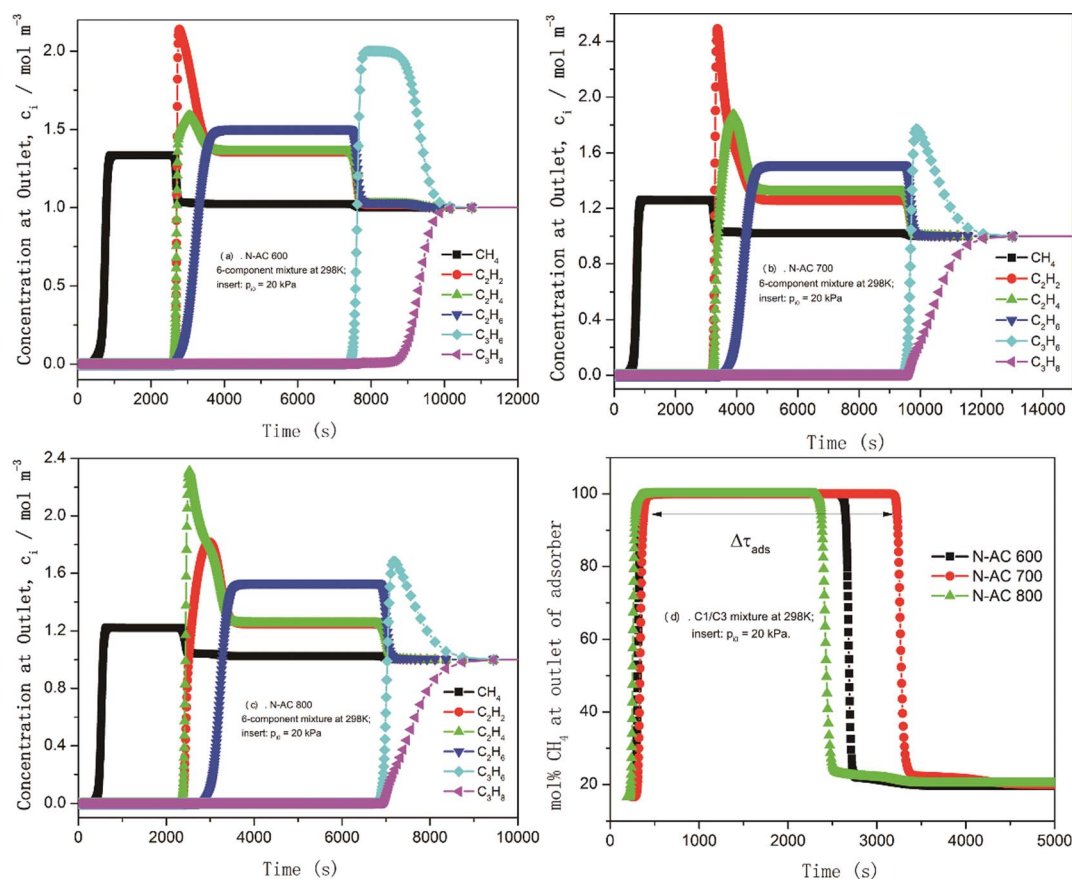 Concentration at Outlet, cᵢ / mol m⁻³
2.0
1.5
1.0
0.5
0.0
(a) . N-AC 600
6-component mixture at 298K;
insert: pᵢ₀ = 20 kPa
CH₄
C₂H₂
C₂H₄
C₂H₆
C₃H₆
C₃H₈
0 2000 4000 6000 8000 10000 12000
Time (s)
Concentration at Outlet, cᵢ / mol m⁻³
2.4
2.0
1.6
1.2
0.8
0.4
0.0
(b) . N-AC 700
6-component mixture at 298K;
insert: pᵢ₀ = 20 kPa
CH₄
C₂H₂
C₂H₄
C₂H₆
C₃H₆
C₃H₈
0 2000 4000 6000 8000 10000 12000 14000
Time (s)
Concentration at Outlet, cᵢ / mol m⁻³
2.4
2.0
1.6
1.2
0.8
0.4
0.0
(c) . N-AC 800
6-component mixture at 298K;
insert: pᵢ₀ = 20 kPa
CH₄
C₂H₂
C₂H₄
C₂H₆
C₃H₆
C₃H₈
0 2000 4000 6000 8000 10000
Time (s)
mol% CH₄ at outlet of adsorber
100
80
60
40
20
Δτads
N-AC 600
N-AC 700
N-AC 800
(d) . C1/C3 mixture at 298K;
insert: pᵢ₀ = 20 kPa.
0 1000 2000 3000 4000 5000
Time (s)